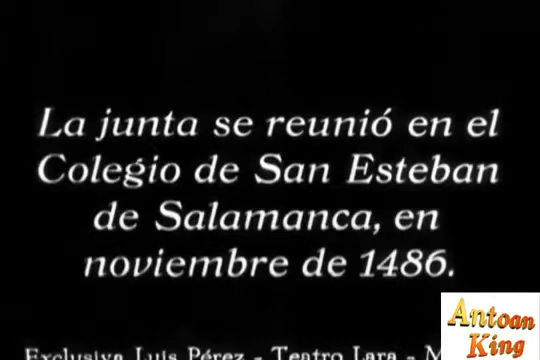 La junta se reunió en el
Colegio de San Esteban
de Salamanca, en
noviembre de 1486.
Exclusiva Luis Pérez - Teatro Lara -
Antoan
King